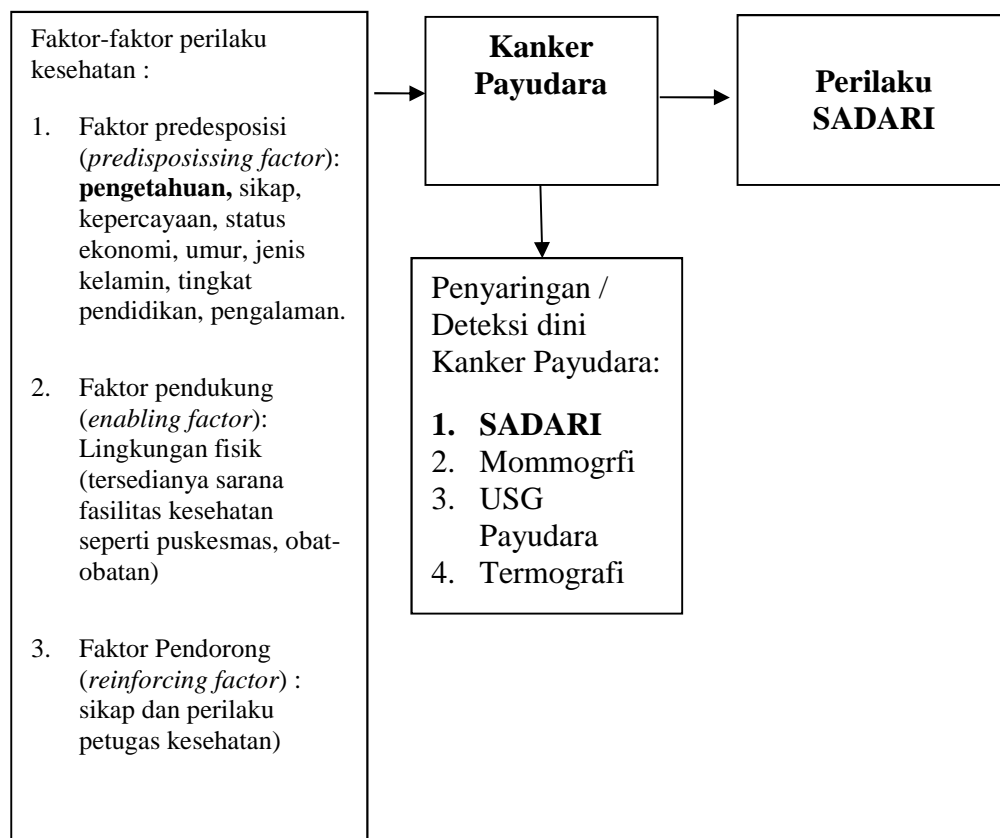 Faktor-faktor perilaku
kesehatan :
1. Faktor predesposisi
(predisposissing factor):
pengetahuan, sikap,
kepercayaan, status
ekonomi, umur, jenis
kelamin, tingkat
pendidikan, pengalaman.
2. Faktor pendukung
(enabling factor):
Lingkungan fisik
(tersedianya sarana
fasilitas kesehatan
seperti puskesmas, obat-
obatan)
3. Faktor Pendorong
(reinforcing factor) :
sikap dan perilaku
petugas kesehatan)
Kanker
Payudara
Perilaku
SADARI
Penyaringan /
Deteksi dini
Kanker Payudara:
1. SADARI
2. Mommogrfi
3. USG
Payudara
4. Termografi